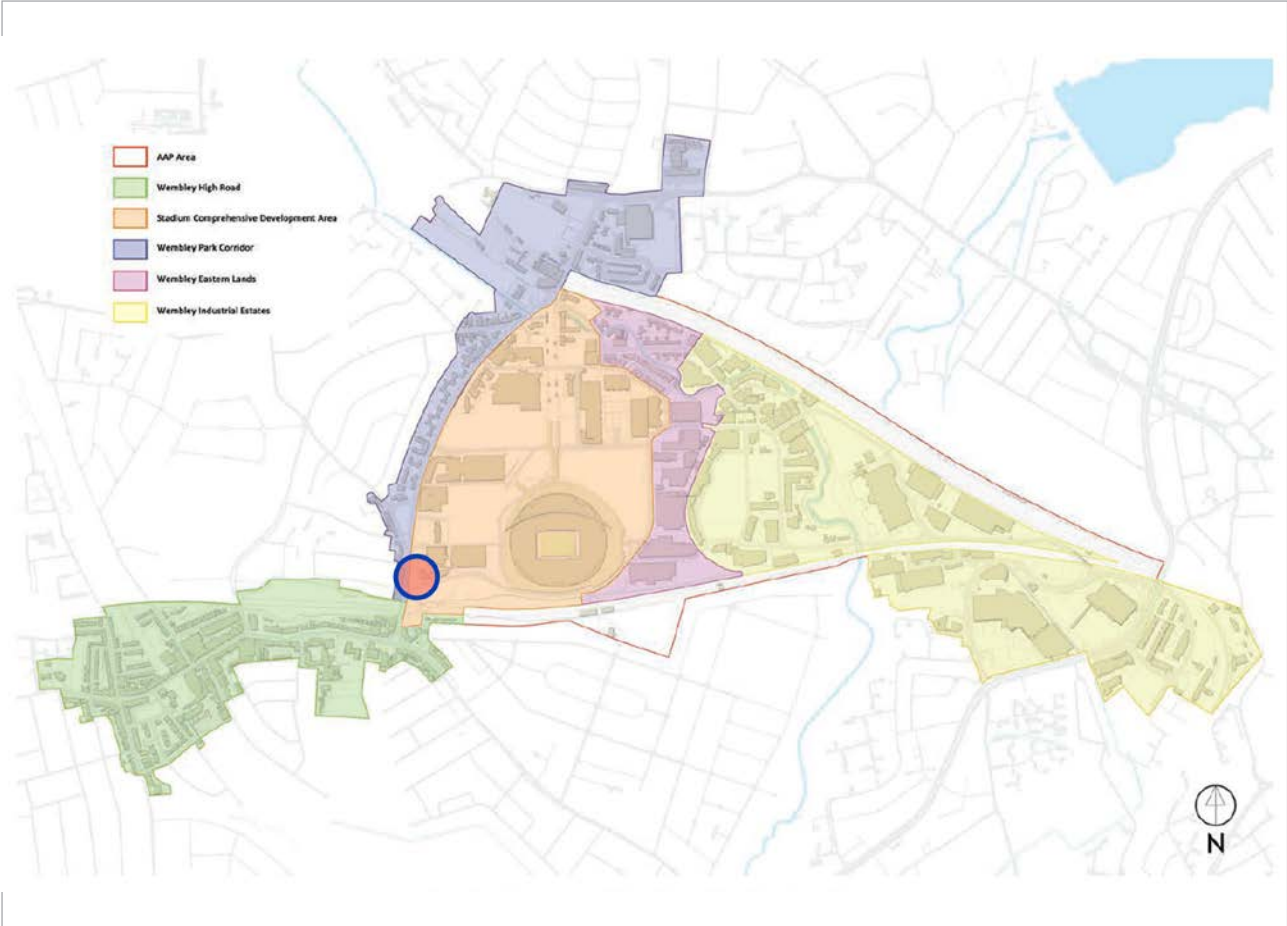 AAP Area
Wembley High Road
Stadium Comprehensive Development Area
Wembley Park Corridor
Wembley Eastern Lands
Wembley Industrial Estates
N